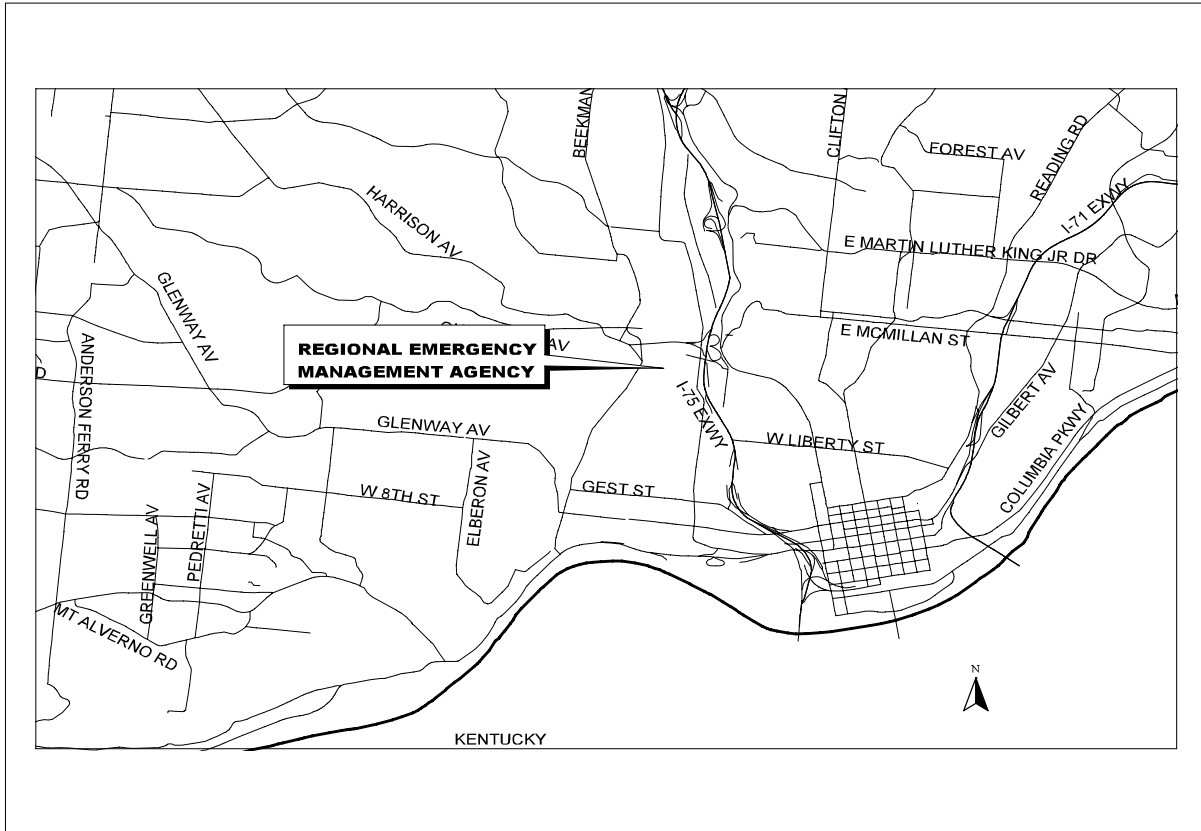 BEEKMAN
CLIFTON
FOREST AV
READING RD
I-71 EXWY
HARRISON AV
E MARTIN LUTHER KING JR DR
GLENWAY AV
E MCMILLAN ST
ANDERSON FERRY RD
AV
REGIONAL EMERGENCY
MANAGEMENT AGENCY
D
I-75 EXWY
GILBERT AV
COLUMBIA PKWY
GLENWAY AV
W LIBERTY ST
ELBERON AV
W 8TH ST
GEST ST
PEDRETTI AV
GREENWELL AV
MT ALVERNO RD
N
KENTUCKY